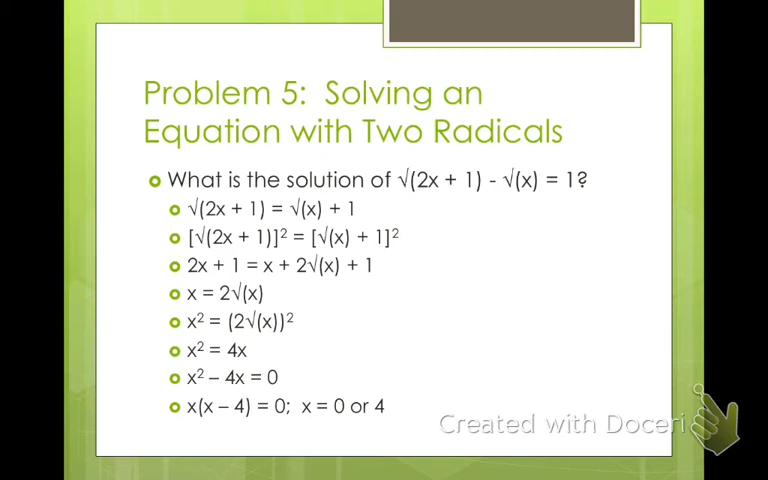 Problem 5: Solving an
Equation with Two Radicals
What is the solution of √(2x + 1) - √(x) = 1?
√(2x + 1) = √(x) + 1
[√(2x + 1)]² = [√(x) + 1]²
2x + 1 = x + 2√(x) + 1
x = 2√(x)
x² = (2√(x))²
x² = 4x
x² – 4x = 0
x(x – 4) = 0; x = 0 or 4
Created with Doceri